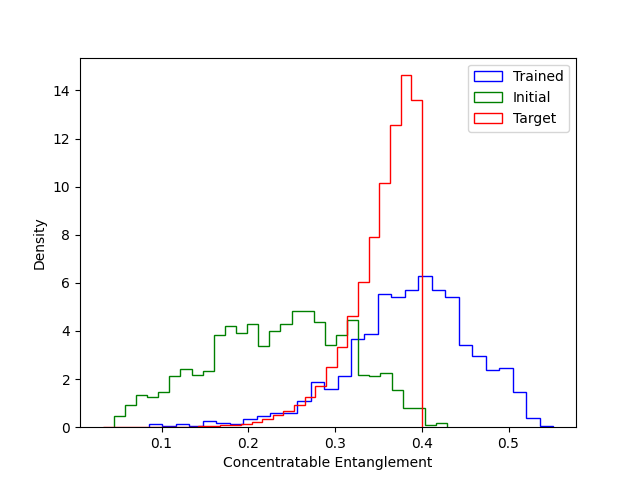 Trained
Initial
Target
14
12
10
8
6
4
2
0
Density
0.1
0.2
0.3
0.4
0.5
Concentratable Entanglement